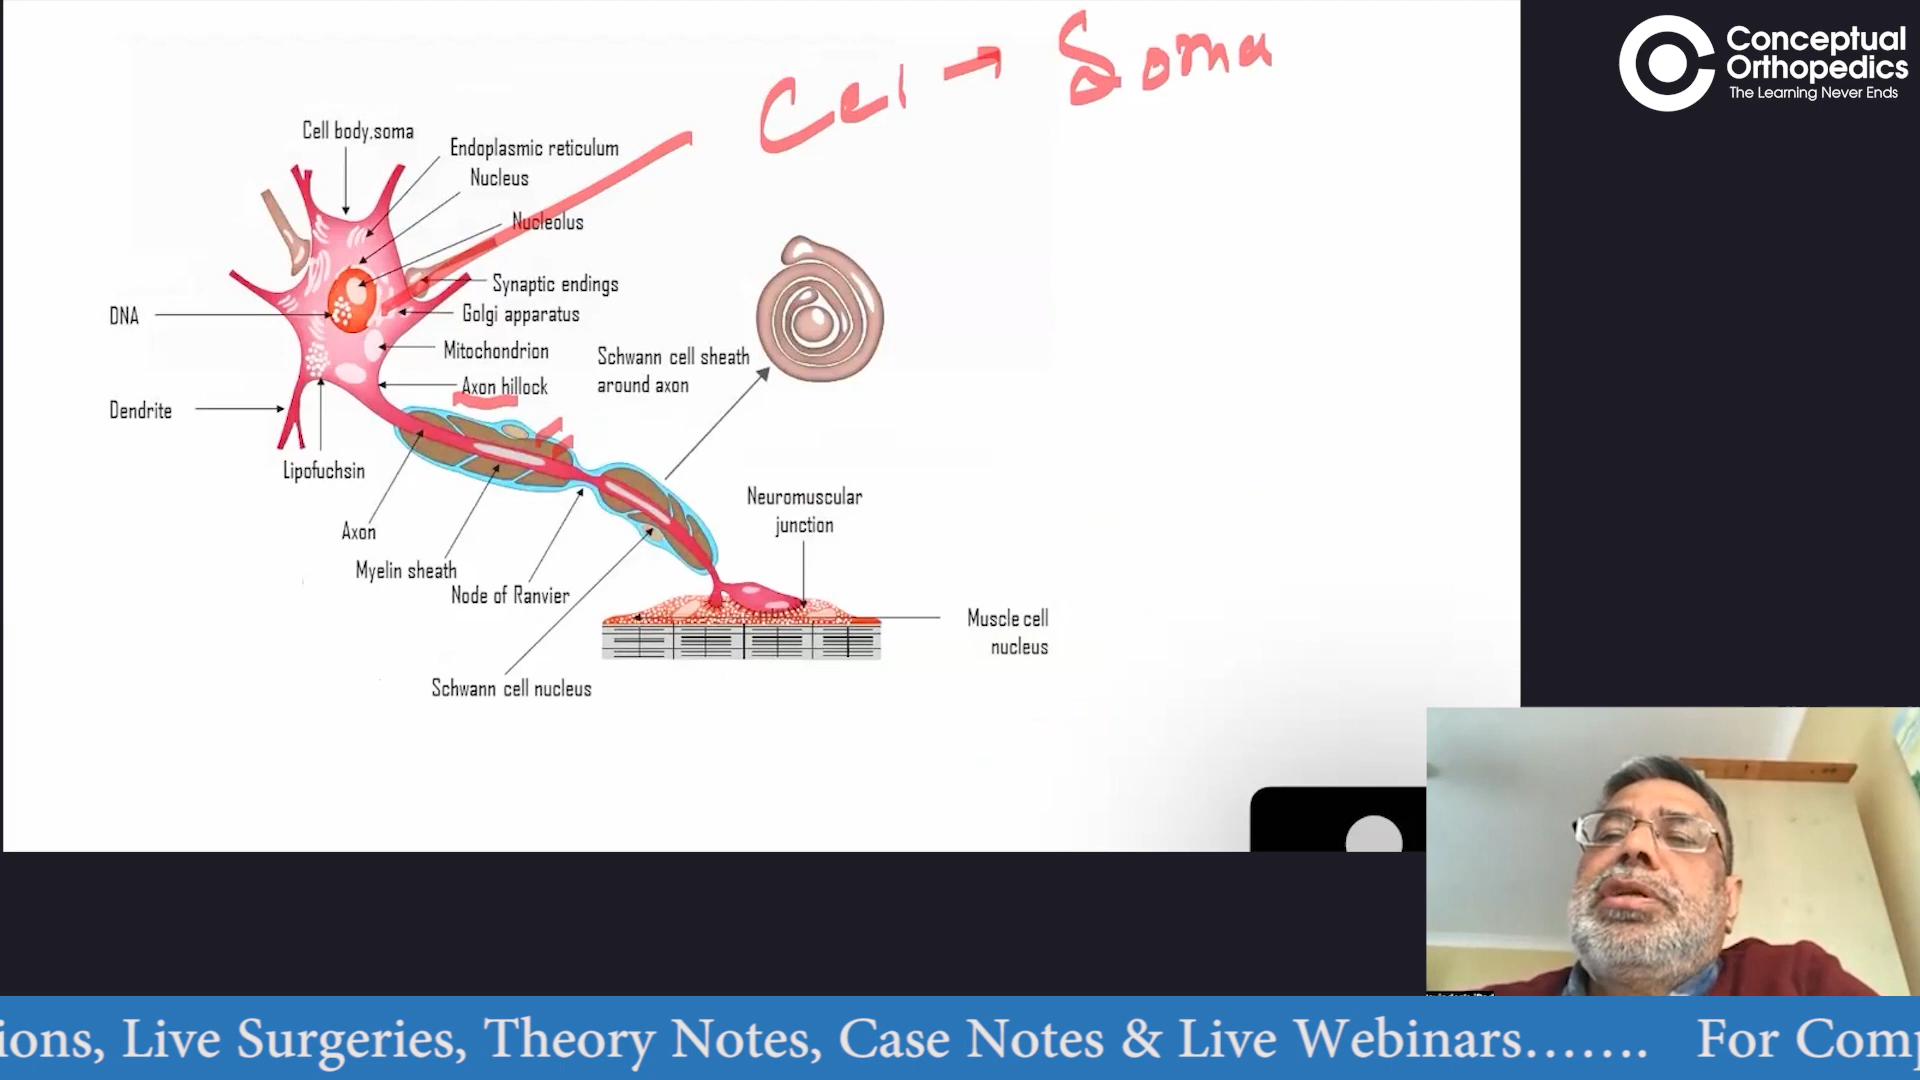 Cel → Soma
Conceptual
Orthopedics
The Learning Never Ends
Cell body.soma
Endoplasmic reticulum
Nucleus
Nucleolus
Synaptic endings
Golgi apparatus
DNA
Mitochondrion
Schwann cell sheath
around axon
Axon hillock
Dendrite
Lipofuchsin
Neuromuscular
junction
Axon
Myelin sheath
Node of Ranvier
Muscle cell
nucleus
Schwann cell nucleus
ions, Live Surgeries, Theory Notes, Case Notes & Live Webinars....... For Comp